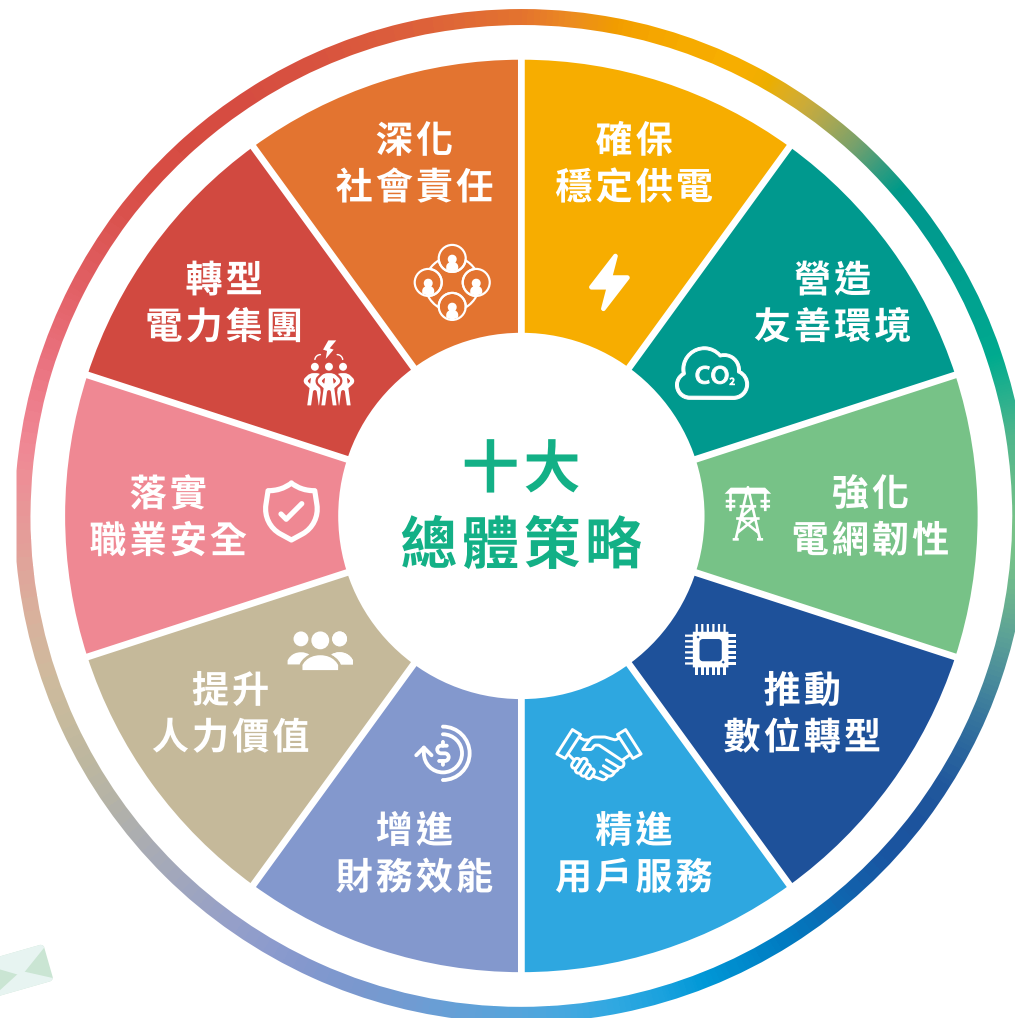 十大
總體策略
確保
穩定供電
營造
友善環境
CO₂
強化
電網韌性
推動
數位轉型
精進
用戶服務
增進
財務效能
提升
人力價值
落實
職業安全
轉型
電力集團
深化
社會責任